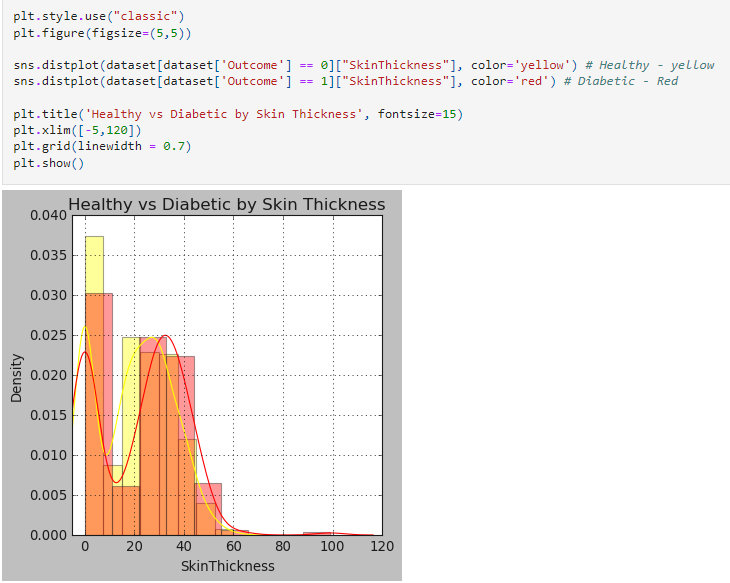 plt.style.use("classic")
plt.figure(figsize=(5,5))
sns.distplot(dataset[dataset['Outcome'] == 0]["SkinThickness"], color='yellow') # Healthy - yellow
sns.distplot(dataset[dataset['Outcome'] == 1]["SkinThickness"], color='red') # Diabetic - Red
plt.title('Healthy vs Diabetic by Skin Thickness', fontsize=15)
plt.xlim([-5,120])
plt.grid(linewidth = 0.7)
plt.show()
Healthy vs Diabetic by Skin Thickness
0.040
0.035
0.030
0.025
0.020
0.015
0.010
0.005
0.000
Density
0 20 40 60 80 100 120
SkinThickness